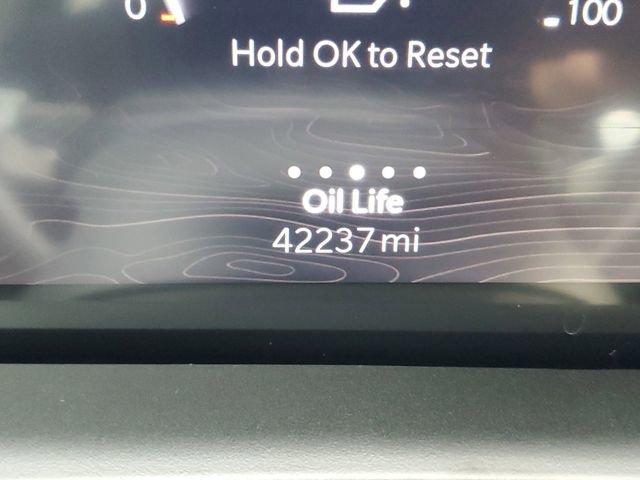 0
100
Hold OK to Reset
Oil Life
42237 mi